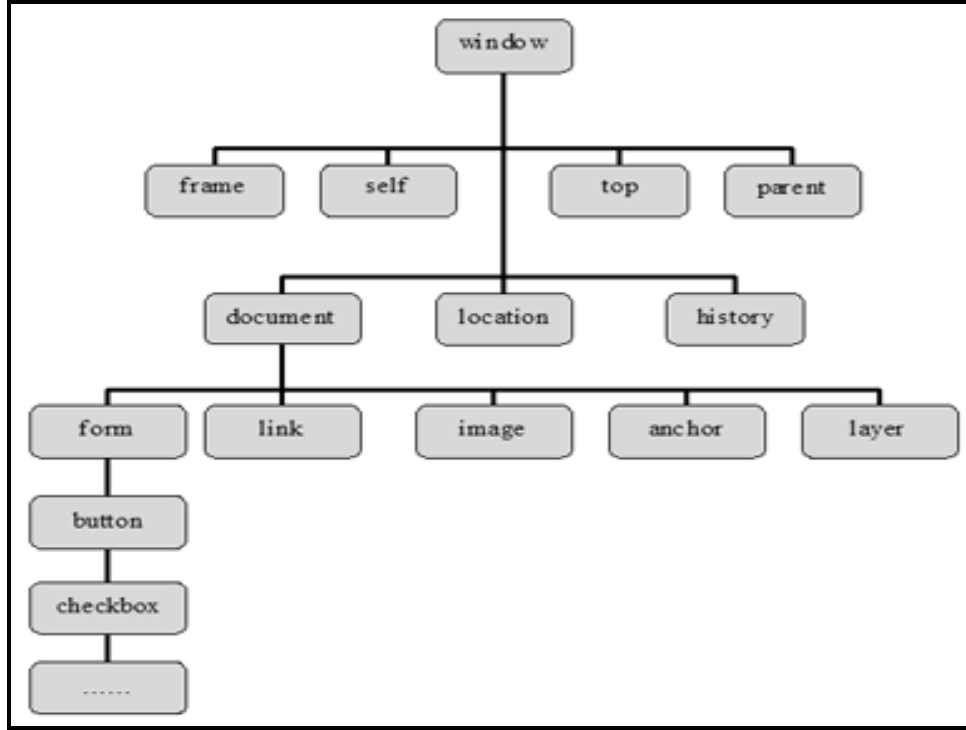 window
frame
self
top
parent
document
location
history
form
link
image
anchor
layer
button
checkbox
......